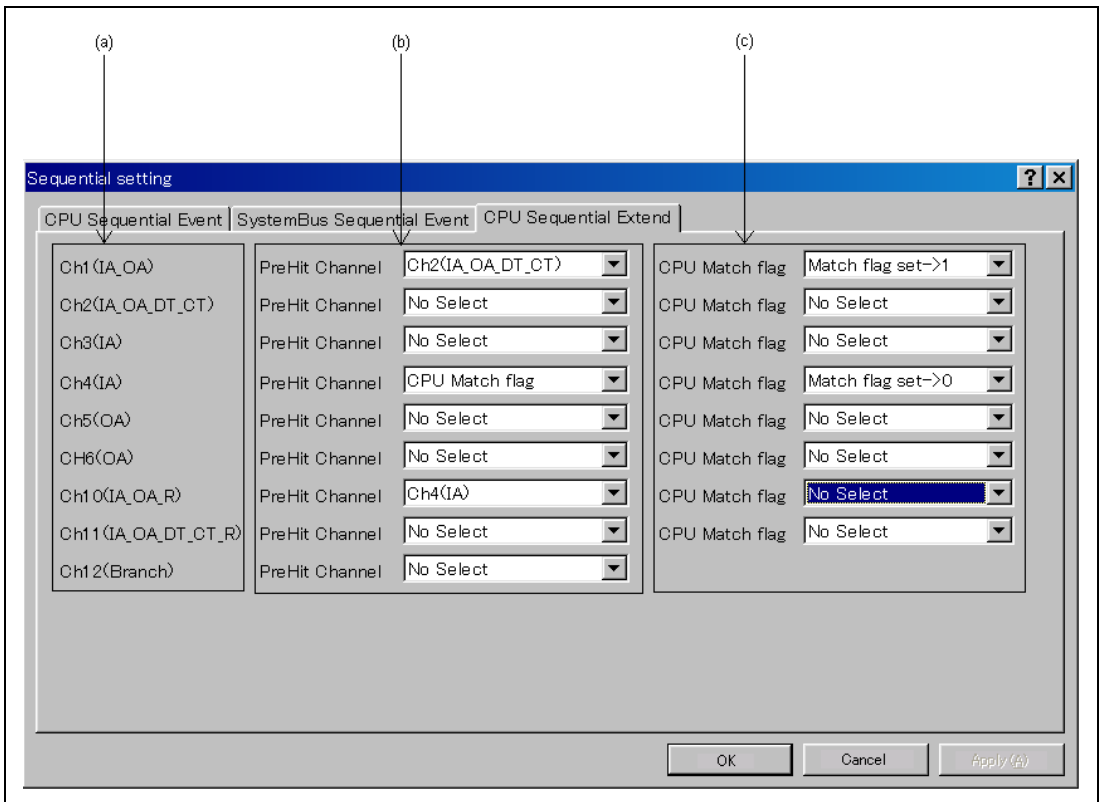 (a) (b) (c)
Sequential setting
CPU Sequential Event SystemBus Sequential Event CPU Sequential Extend
Ch1(IA_OA) PreHit Channel Ch2(IA_OA_DT_CT) CPU Match flag Match flag set->1
Ch2(IA_OA_DT_CT) PreHit Channel No Select CPU Match flag No Select
Ch3(IA) PreHit Channel No Select CPU Match flag No Select
Ch4(IA) PreHit Channel CPU Match flag CPU Match flag Match flag set->0
Ch5(OA) PreHit Channel No Select CPU Match flag No Select
CH6(OA) PreHit Channel No Select CPU Match flag No Select
Ch10(IA_OA_R) PreHit Channel Ch4(IA) CPU Match flag No Select
Ch11(IA_OA_DT_CT_R) PreHit Channel No Select CPU Match flag No Select
Ch12(Branch) PreHit Channel No Select
OK Cancel Apply(A)